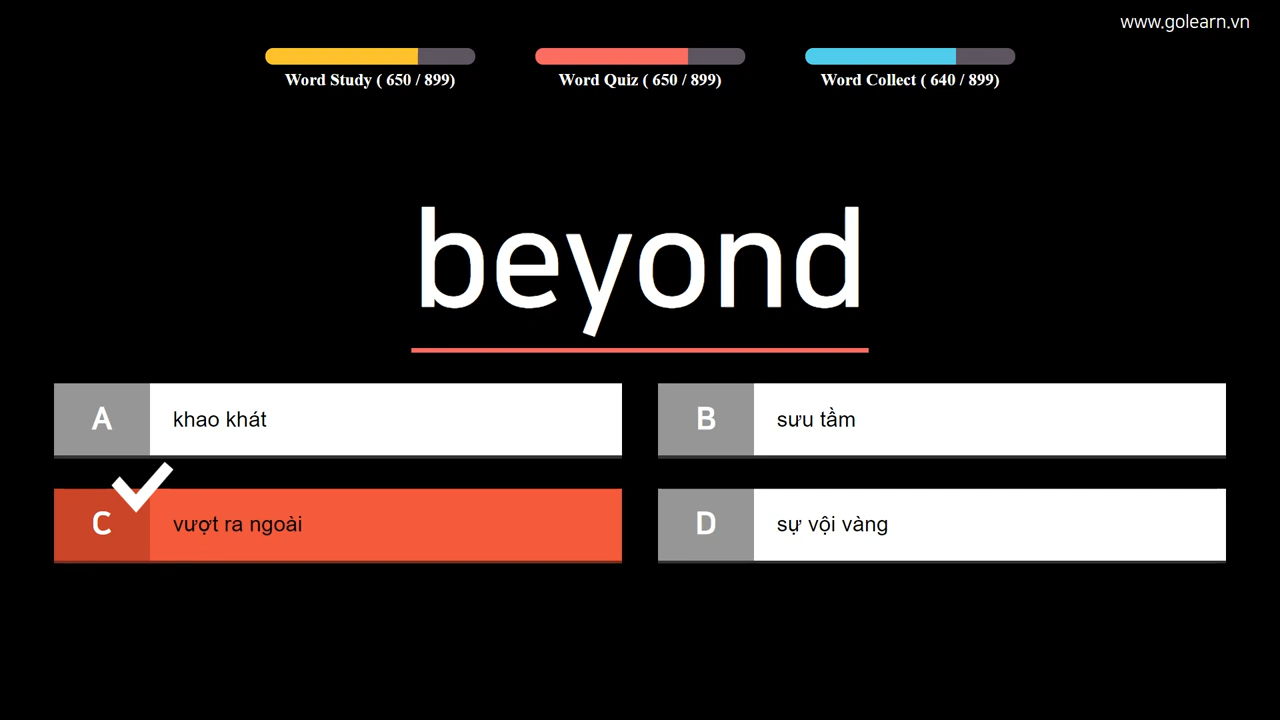 www.golearn.vn
Word Study ( 650 / 899)
Word Quiz ( 650 / 899)
Word Collect ( 640 / 899)
beyond
A khao khát
B sưu tầm
C vượt ra ngoài
D sự vội vàng